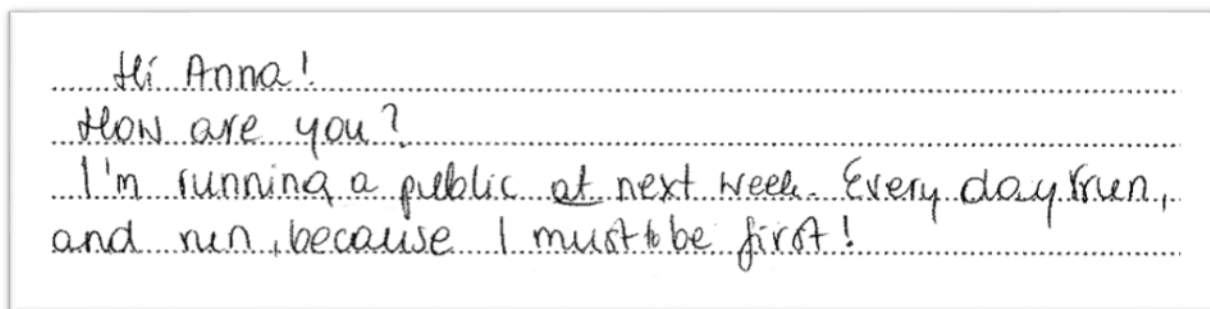 Hi Anna!
How are you?
I'm running a public at next week. Every day I run,
and run, because I must to be first!